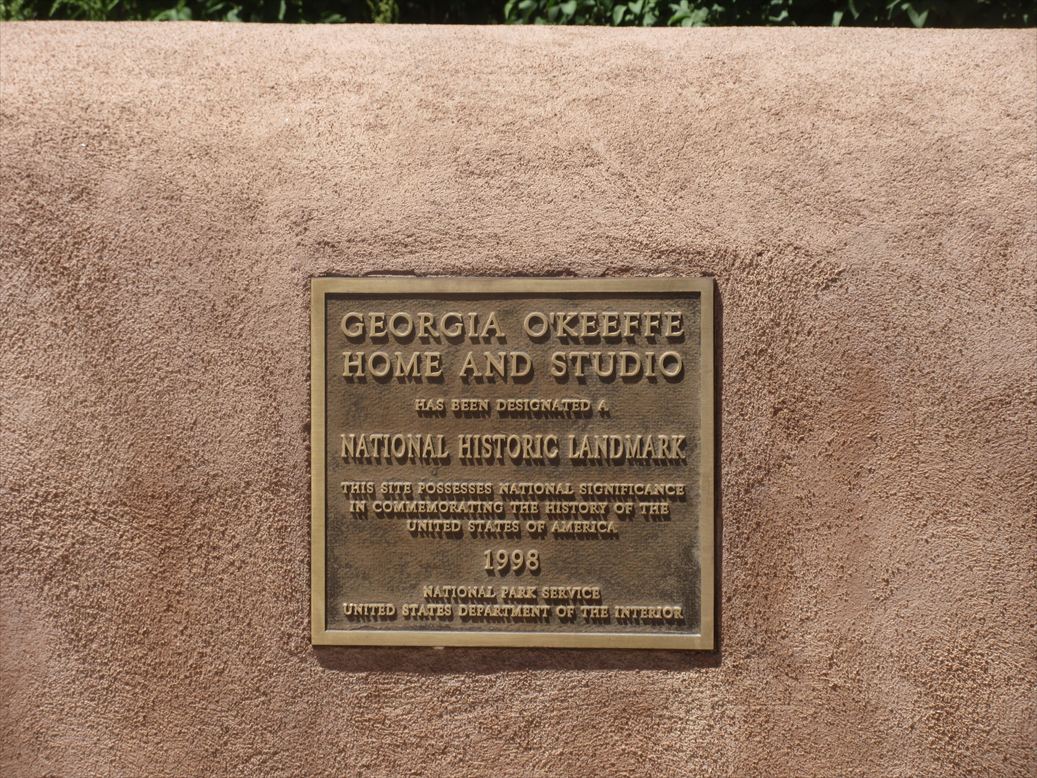 GEORGIA O'KEEFFE
HOME AND STUDIO
HAS BEEN DESIGNATED A
NATIONAL HISTORIC LANDMARK
THIS SITE POSSESSES NATIONAL SIGNIFICANCE
IN COMMEMORATING THE HISTORY OF THE
UNITED STATES OF AMERICA
1998
NATIONAL PARK SERVICE
UNITED STATES DEPARTMENT OF THE INTERIOR